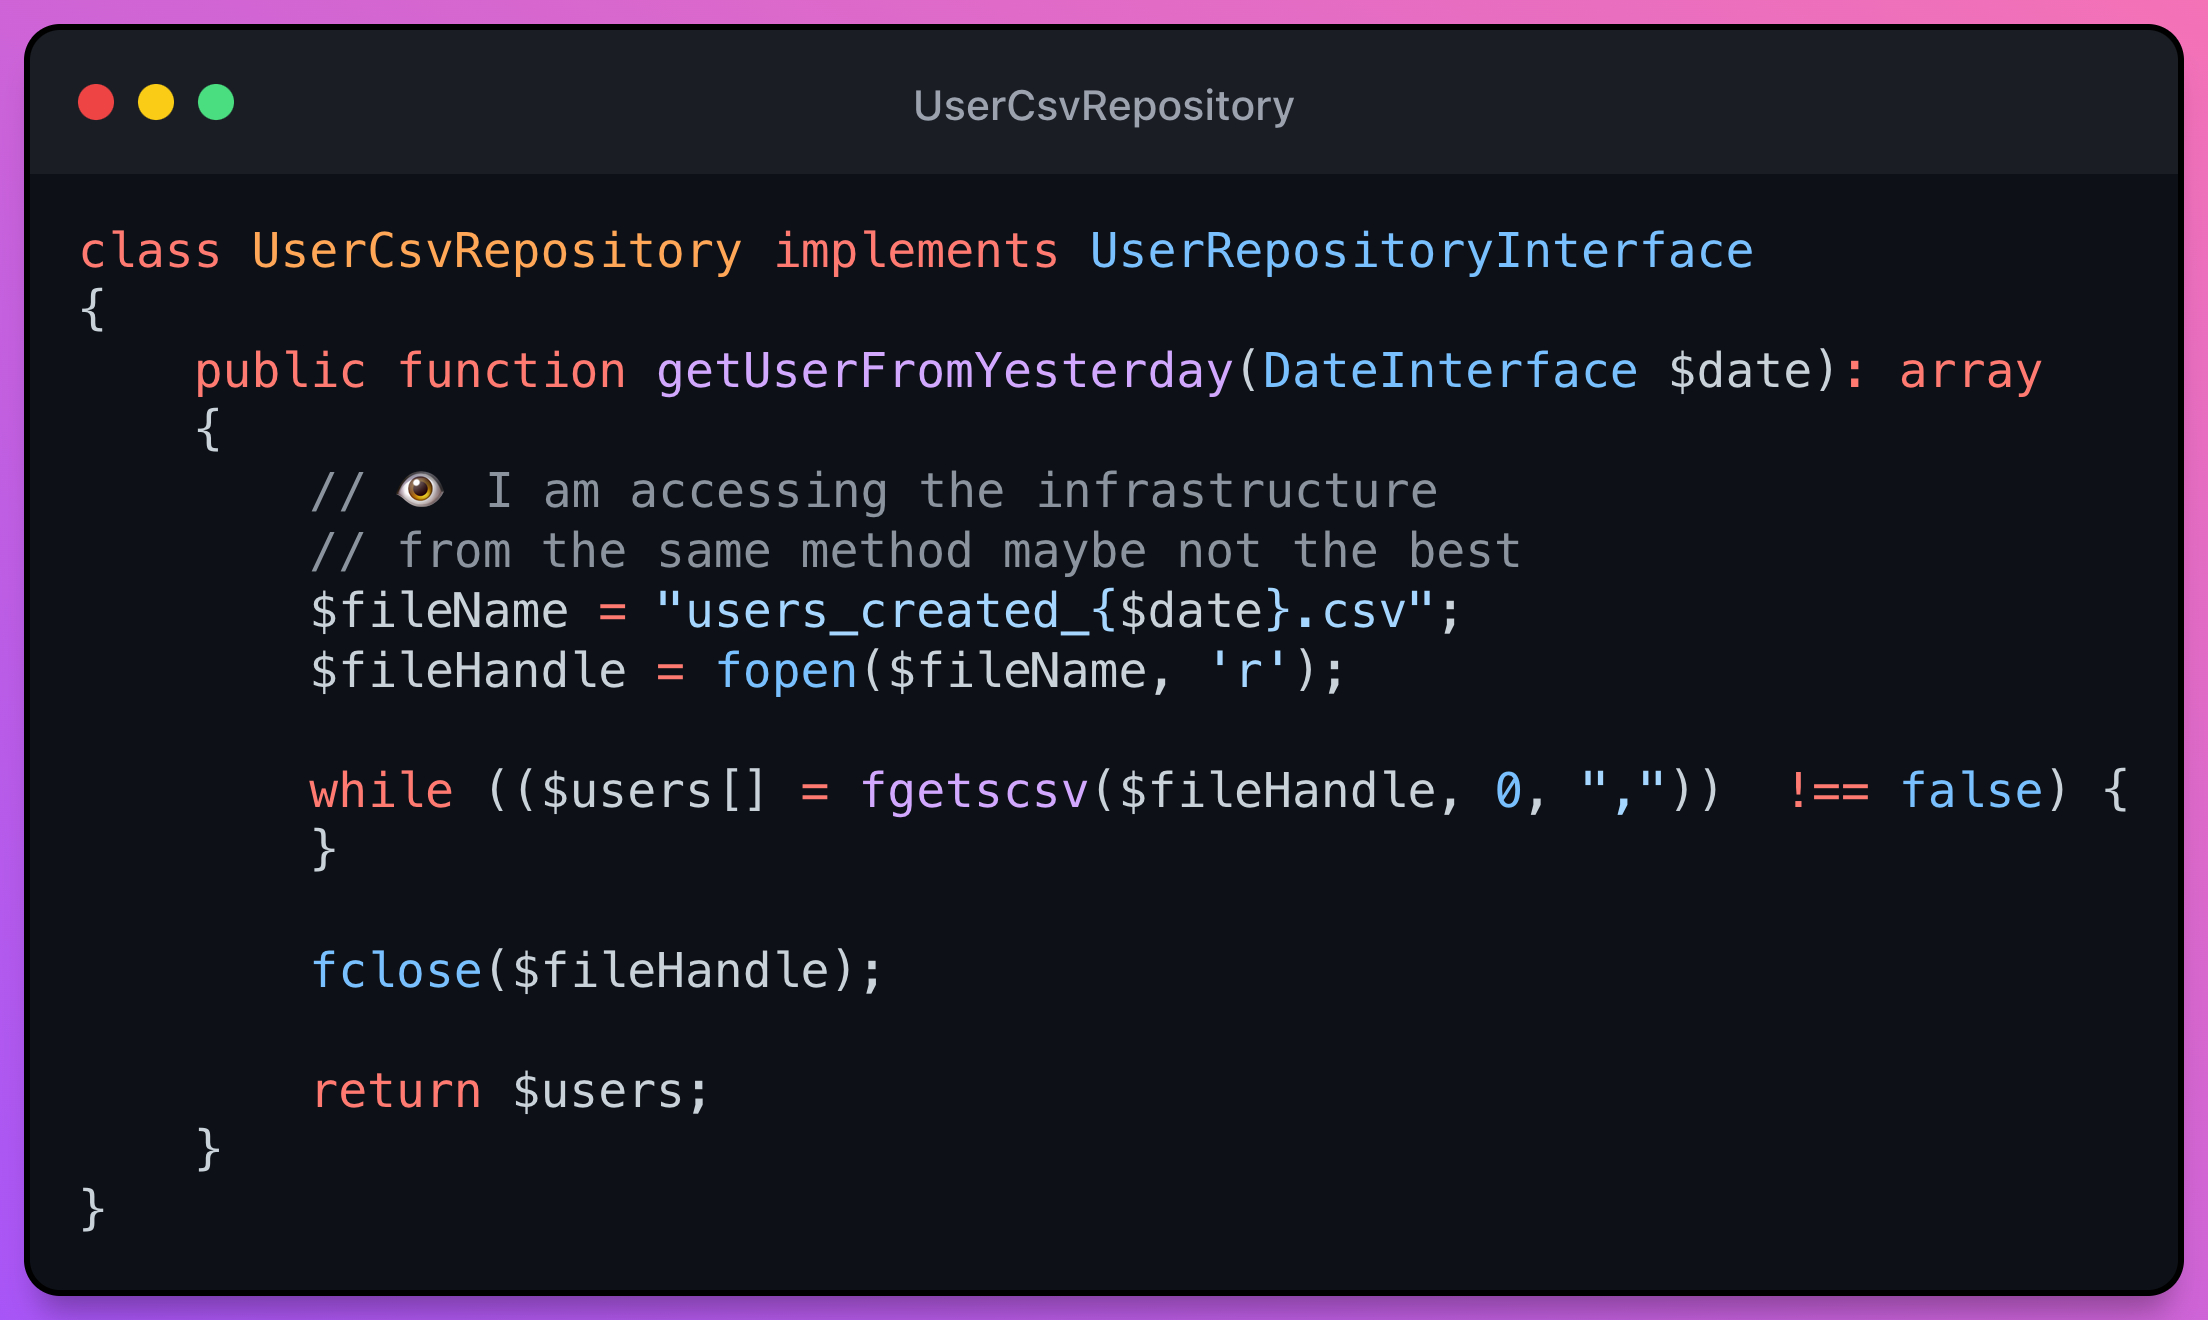 UserCsvRepository
class UserCsvRepository implements UserRepositoryInterface
{
    public function getUserFromYesterday(DateInterface $date): array
    {
        // 👁 I am accessing the infrastructure
        // from the same method maybe not the best
        $fileName = "users_created_{$date}.csv";
        $fileHandle = fopen($fileName, 'r');

        while (($users[] = fgetscsv($fileHandle, 0, ","))  !== false) {
        }

        fclose($fileHandle);

        return $users;
    }
}